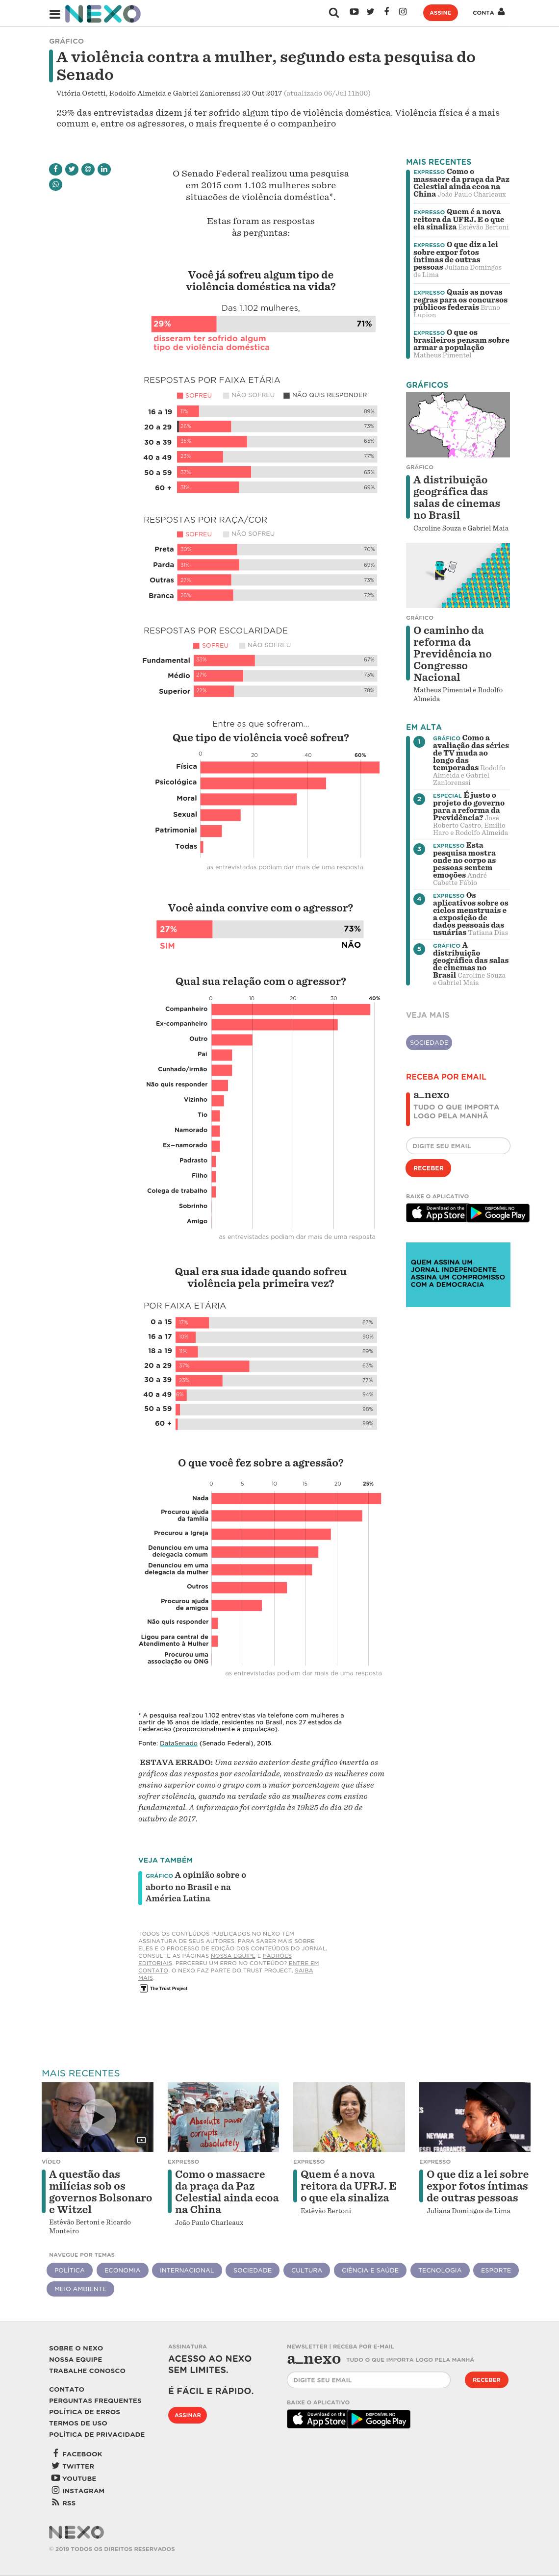 NEXO
ASSINE
CONTA
GRÁFICO
A violência contra a mulher, segundo esta pesquisa do
Senado
Vitória Ostetti, Rodolfo Almeida e Gabriel Zanlorenssi 20 Out 2017 (atualizado 06/Jul 11h00)
29% das entrevistadas dizem já ter sofrido algum tipo de violência doméstica. Violência física é a mais
comum e, entre os agressores, o mais frequente é o companheiro
O Senado Federal realizou uma pesquisa
em 2015 com 1.102 mulheres sobre
situacões de violência doméstica*.
Estas foram as respostas
às perguntas:
Você já sofreu algum tipo de
violência doméstica na vida?
Das 1.102 mulheres,
29%
71%
disseram ter sofrido algum
tipo de violência doméstica
RESPOSTAS POR FAIXA ETÁRIA
SOFREU
NÃO SOFREU
NÃO QUIS RESPONDER
16 a 19 11% 89%
20 a 29 26% 73%
30 a 39 35% 65%
40 a 49 23% 77%
50 a 59 37% 63%
60 + 31% 69%
RESPOSTAS POR RAÇA/COR
SOFREU
NÃO SOFREU
Preta 30% 70%
Parda 31% 69%
Outras 27% 73%
Branca 28% 72%
RESPOSTAS POR ESCOLARIDADE
SOFREU
NÃO SOFREU
Fundamental 33% 67%
Médio 27% 73%
Superior 22% 78%
Entre as que sofreram...
Que tipo de violência você sofreu?
0 20 40 60%
Física
Psicológica
Moral
Sexual
Patrimonial
Todas
as entrevistadas podiam dar mais de uma resposta
Você ainda convive com o agressor?
27%
73%
SIM
NÃO
Qual sua relação com o agressor?
0 10 20 30 40%
Companheiro
Ex-companheiro
Outro
Pai
Cunhado/irmão
Não quis responder
Vizinho
Tio
Namorado
Ex–namorado
Padrasto
Filho
Colega de trabalho
Sobrinho
Amigo
as entrevistadas podiam dar mais de uma resposta
Qual era sua idade quando sofreu
violência pela primeira vez?
POR FAIXA ETÁRIA
0 a 15 17% 83%
16 a 17 10% 90%
18 a 19 11% 89%
20 a 29 37% 63%
30 a 39 23% 77%
40 a 49 6% 94%
50 a 59 98%
60 + 99%
O que você fez sobre a agressão?
0 5 10 15 20 25%
Nada
Procurou ajuda
da família
Procurou a Igreja
Denunciou em uma
delegacia comum
Denunciou em uma
delegacia da mulher
Outros
Procurou ajuda
de amigos
Não quis responder
Ligou para central de
Atendimento à Mulher
Procurou uma
associação ou ONG
as entrevistadas podiam dar mais de uma resposta
* A pesquisa realizou 1.102 entrevistas via telefone com mulheres a
partir de 16 anos de idade, residentes no Brasil, nos 27 estados da
Federacão (proporcionalmente à população).
Fonte: DataSenado (Senado Federal), 2015.
ESTAVA ERRADO: Uma versão anterior deste gráfico invertia os
gráficos das respostas por escolaridade, mostrando as mulheres com
ensino superior como o grupo com a maior porcentagem que disse
sofrer violência, quando na verdade são as mulheres com ensino
fundamental. A informação foi corrigida às 19h25 do dia 20 de
outubro de 2017.
VEJA TAMBÉM
GRÁFICO A opinião sobre o
aborto no Brasil e na
América Latina
TODOS OS CONTEÚDOS PUBLICADOS NO NEXO TÊM
ASSINATURA DE SEUS AUTORES. PARA SABER MAIS SOBRE
ELES E O PROCESSO DE EDIÇÃO DOS CONTEÚDOS DO JORNAL,
CONSULTE AS PÁGINAS NOSSA EQUIPE E PADRÕES
EDITORIAIS. PERCEBEU UM ERRO NO CONTEÚDO? ENTRE EM
CONTATO. O NEXO FAZ PARTE DO TRUST PROJECT. SAIBA
MAIS.
The Trust Project
MAIS RECENTES
EXPRESSO Como o
massacre da praça da Paz
Celestial ainda ecoa na
China João Paulo Charleaux
EXPRESSO Quem é a nova
reitora da UFRJ. E o que
ela sinaliza Estêvão Bertoni
EXPRESSO O que diz a lei
sobre expor fotos
íntimas de outras
pessoas Juliana Domingos
de Lima
EXPRESSO Quais as novas
regras para os concursos
públicos federais Bruno
Lupion
EXPRESSO O que os
brasileiros pensam sobre
armar a população
Matheus Pimentel
GRÁFICOS
GRÁFICO
A distribuição
geográfica das
salas de cinemas
no Brasil
Caroline Souza e Gabriel Maia
GRÁFICO
O caminho da
reforma da
Previdência no
Congresso
Nacional
Matheus Pimentel e Rodolfo
Almeida
EM ALTA
1
GRÁFICO Como a
avaliação das séries
de TV muda ao
longo das
temporadas Rodolfo
Almeida e Gabriel
Zanlorenssi
2
ESPECIAL É justo o
projeto do governo
para a reforma da
Previdência? José
Roberto Castro, Emilio
Haro e Rodolfo Almeida
3
EXPRESSO Esta
pesquisa mostra
onde no corpo as
pessoas sentem
emoções André
Cabette Fábio
4
EXPRESSO Os
aplicativos sobre os
ciclos menstruais e
a exposição de
dados pessoais das
usuárias Tatiana Dias
5
GRÁFICO A
distribuição
geográfica das salas
de cinemas no
Brasil Caroline Souza
e Gabriel Maia
VEJA MAIS
SOCIEDADE
RECEBA POR EMAIL
a_nexo
TUDO O QUE IMPORTA
LOGO PELA MANHÃ
DIGITE SEU EMAIL
RECEBER
BAIXE O APLICATIVO
Download on the
App Store
DISPONÍVEL NO
Google Play
QUEM ASSINA UM
JORNAL INDEPENDENTE
ASSINA UM COMPROMISSO
COM A DEMOCRACIA
MAIS RECENTES
Absolute power
corrupts
absolutely
NEYMAR JR
DIESEL FRAGRANCES
VÍDEO
A questão das
milícias sob os
governos Bolsonaro
e Witzel
Estêvão Bertoni e Ricardo
Monteiro
EXPRESSO
Como o massacre
da praça da Paz
Celestial ainda ecoa
na China
João Paulo Charleaux
EXPRESSO
Quem é a nova
reitora da UFRJ. E
o que ela sinaliza
Estêvão Bertoni
EXPRESSO
O que diz a lei sobre
expor fotos íntimas
de outras pessoas
Juliana Domingos de Lima
NAVEGUE POR TEMAS
POLÍTICA
ECONOMIA
INTERNACIONAL
SOCIEDADE
CULTURA
CIÊNCIA E SAÚDE
TECNOLOGIA
ESPORTE
MEIO AMBIENTE
SOBRE O NEXO
NOSSA EQUIPE
TRABALHE CONOSCO
CONTATO
PERGUNTAS FREQUENTES
POLÍTICA DE ERROS
TERMOS DE USO
POLÍTICA DE PRIVACIDADE
FACEBOOK
TWITTER
YOUTUBE
INSTAGRAM
RSS
NEXO
© 2019 TODOS OS DIREITOS RESERVADOS
ASSINATURA
ACESSO AO NEXO
SEM LIMITES.
É FÁCIL E RÁPIDO.
ASSINAR
NEWSLETTER | RECEBA POR E-MAIL
a_nexo TUDO O QUE IMPORTA LOGO PELA MANHÃ
DIGITE SEU EMAIL
RECEBER
BAIXE O APLICATIVO
Download on the
App Store
DISPONÍVEL NO
Google Play